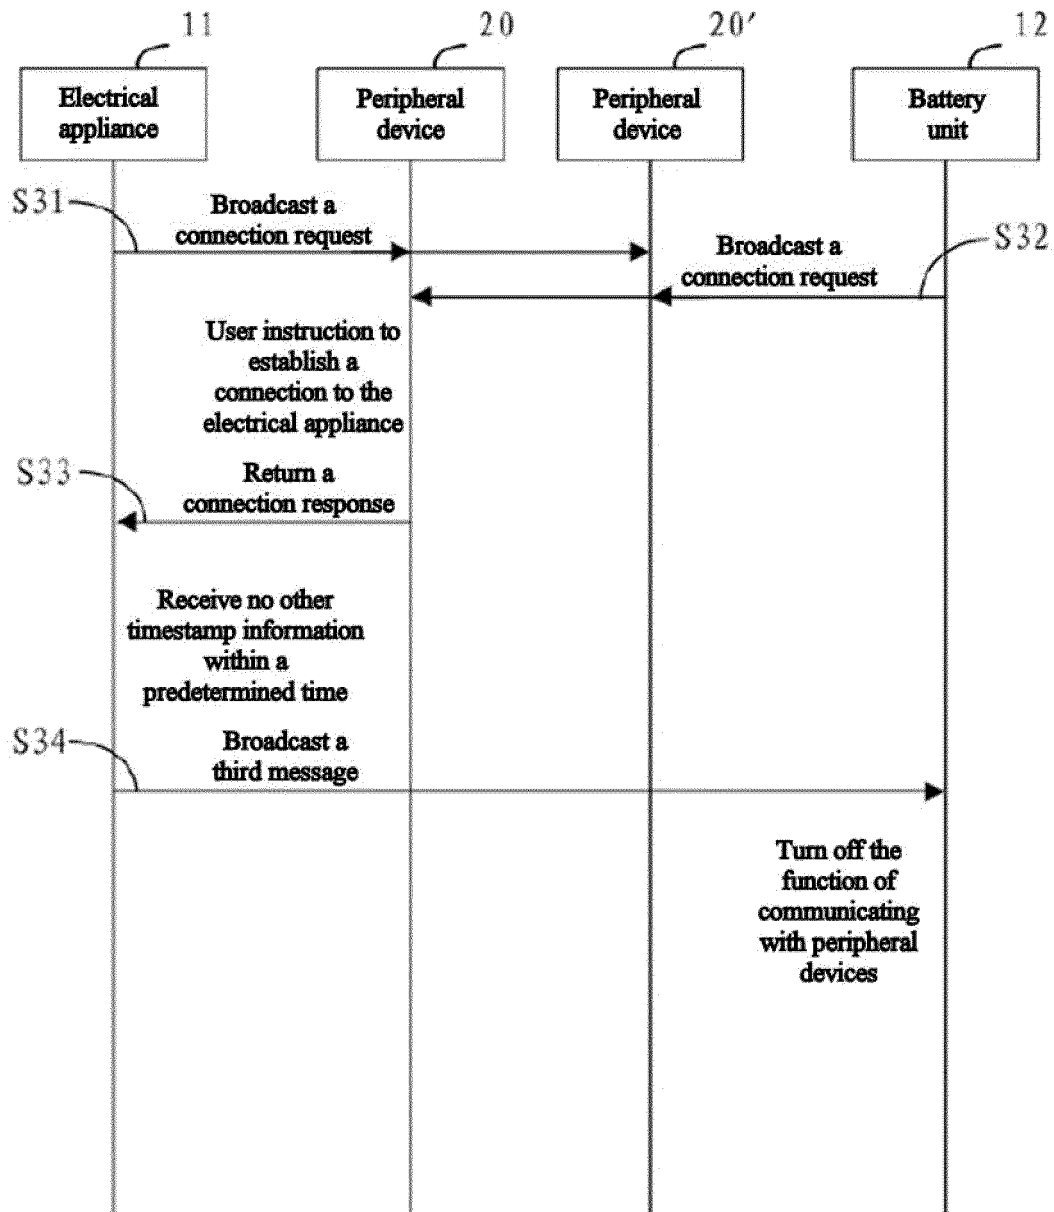 11
20
20′
12
Electrical
appliance
Peripheral
device
Peripheral
device
Battery
unit
S31
Broadcast a
connection request
Broadcast a
connection request
S32
User instruction to
establish a
connection to the
electrical appliance
S33
Return a
connection response
Receive no other
timestamp information
within a
predetermined time
S34
Broadcast a
third message
Turn off the
function of
communicating
with peripheral
devices